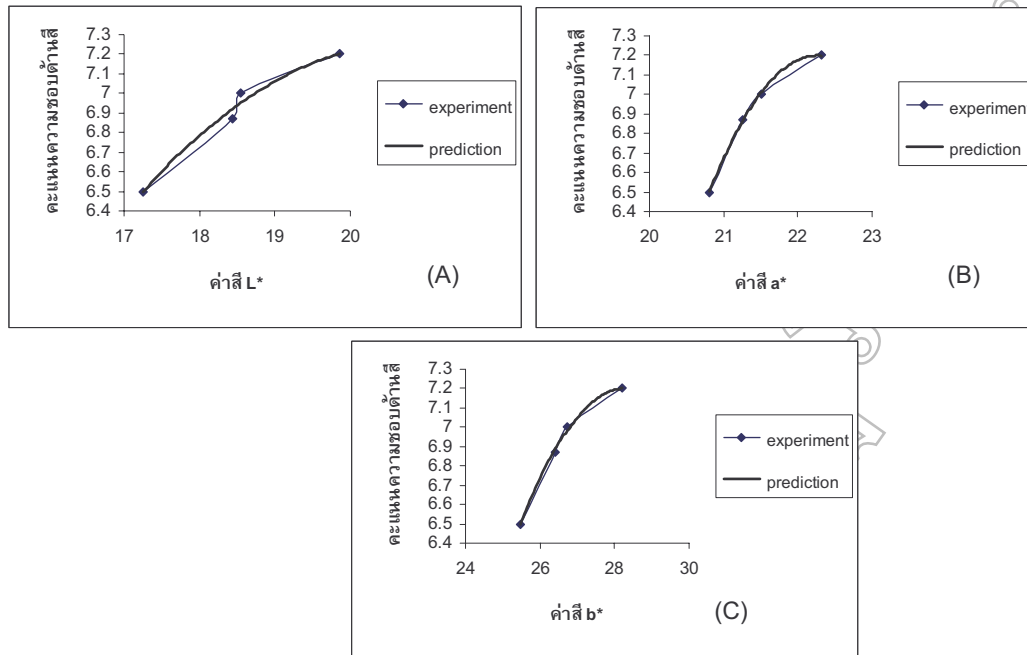 คะแนนความชอบด้านสี
7.3
7.2
7.1
7
6.9
6.8
6.7
6.6
6.5
6.4
17 18 19 20
ค่าสี L*
experiment
prediction
(A)
คะแนนความชอบด้านสี
7.3
7.2
7.1
7
6.9
6.8
6.7
6.6
6.5
6.4
20 21 22 23
ค่าสี a*
experiment
prediction
(B)
คะแนนความชอบด้านสี
7.3
7.2
7.1
7
6.9
6.8
6.7
6.6
6.5
6.4
24 26 28 30
ค่าสี b*
experiment
prediction
(C)